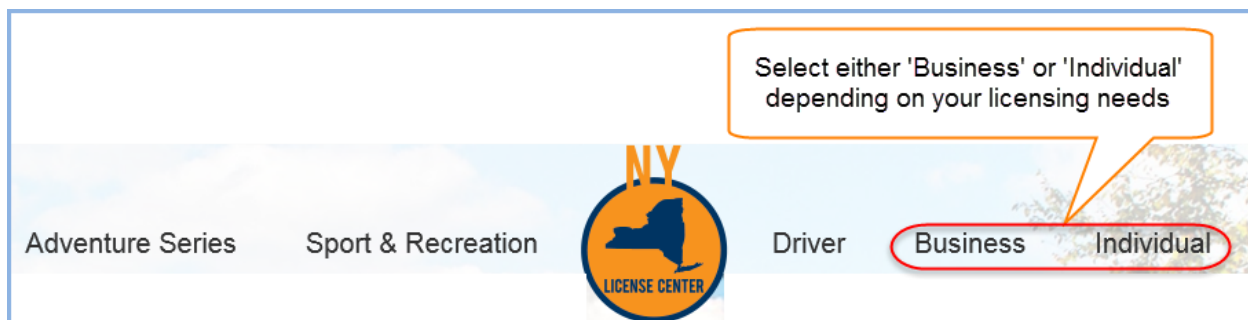 Select either 'Business' or 'Individual'
depending on your licensing needs
NY
Adventure Series
Sport & Recreation
LICENSE CENTER
Driver
Business
Individual